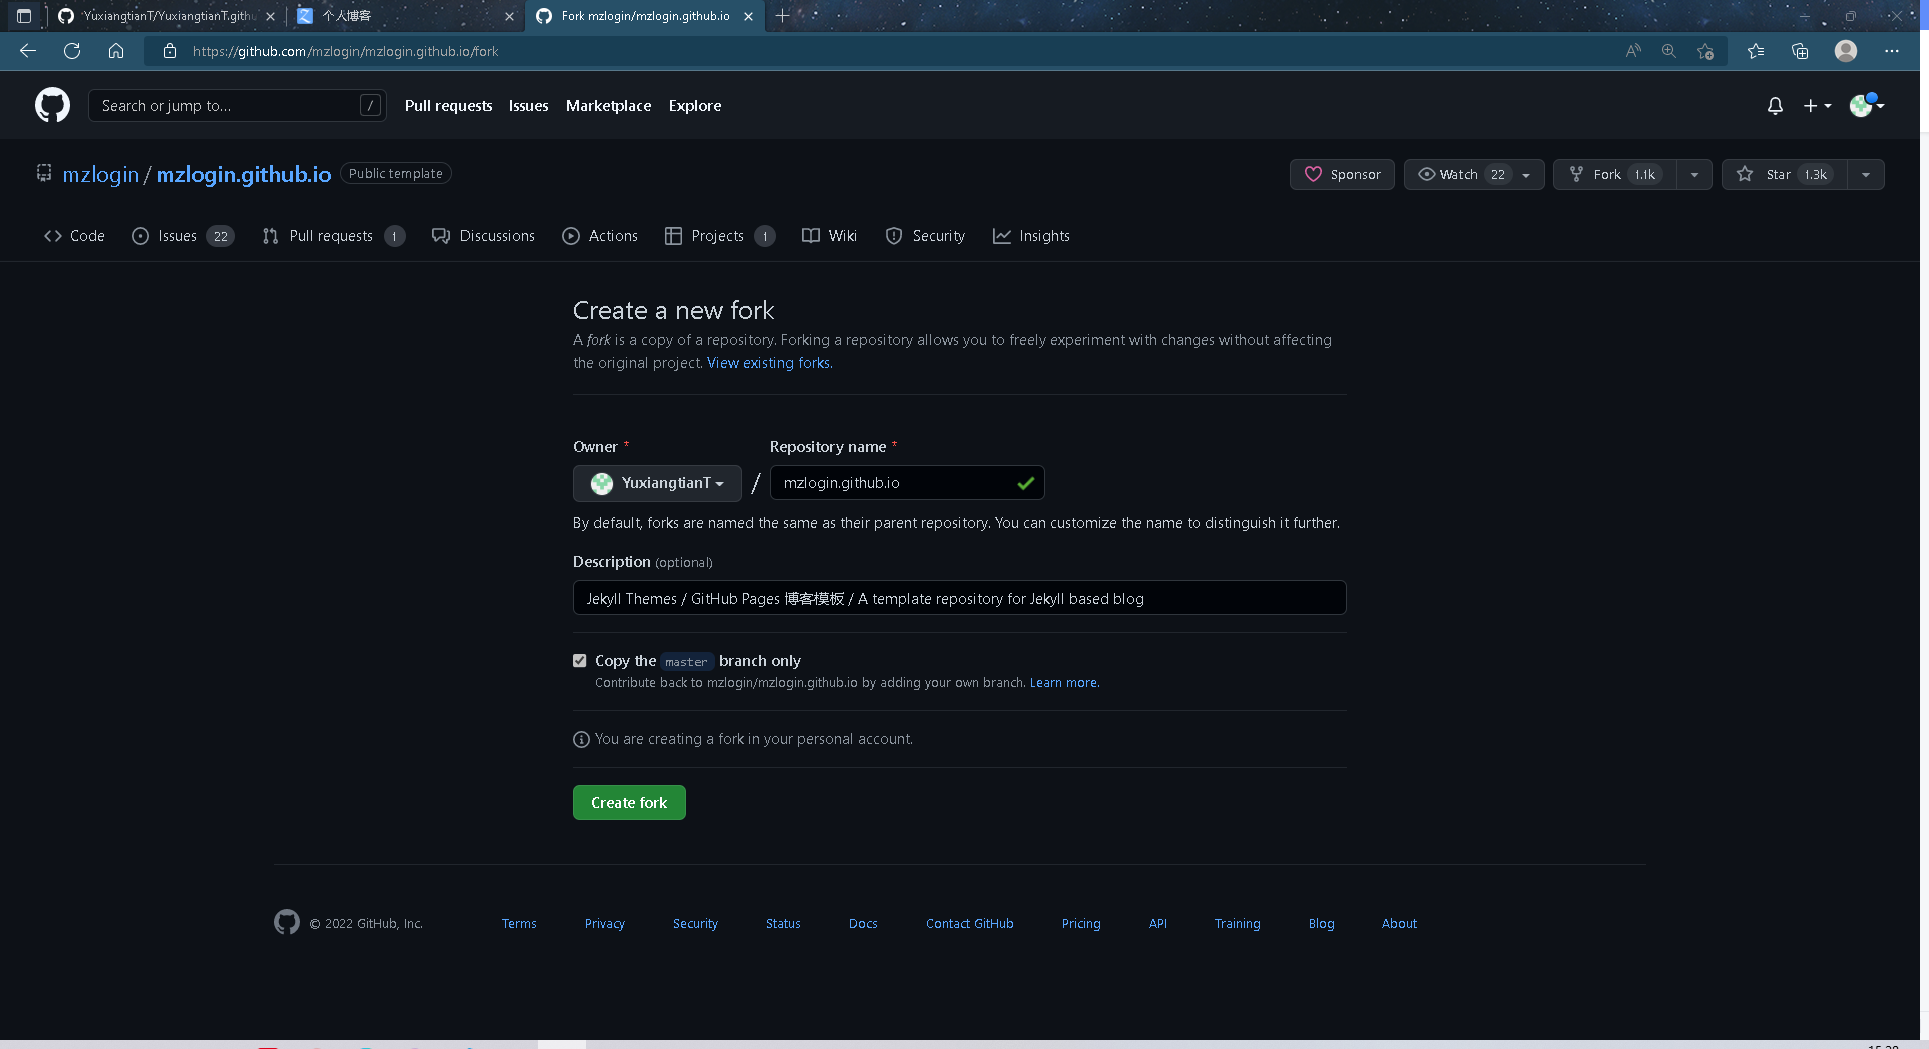 YuxiangtianT/YuxiangtianT.githu
个人博客
Fork mzlogin/mzlogin.github.io
https://github.com/mzlogin/mzlogin.github.io/fork
Search or jump to...
/
Pull requests
Issues
Marketplace
Explore
mzlogin / mzlogin.github.io
Public template
Sponsor
Watch 22
Fork 1.1k
Star 1.3k
Code
Issues 22
Pull requests 1
Discussions
Actions
Projects 1
Wiki
Security
Insights
Create a new fork
A fork is a copy of a repository. Forking a repository allows you to freely experiment with changes without affecting
the original project. View existing forks.
Owner *
Repository name *
YuxiangtianT
/
mzlogin.github.io
By default, forks are named the same as their parent repository. You can customize the name to distinguish it further.
Description (optional)
Jekyll Themes / GitHub Pages 博客模板 / A template repository for Jekyll based blog
Copy the master branch only
Contribute back to mzlogin/mzlogin.github.io by adding your own branch. Learn more.
You are creating a fork in your personal account.
Create fork
© 2022 GitHub, Inc.
Terms
Privacy
Security
Status
Docs
Contact GitHub
Pricing
API
Training
Blog
About